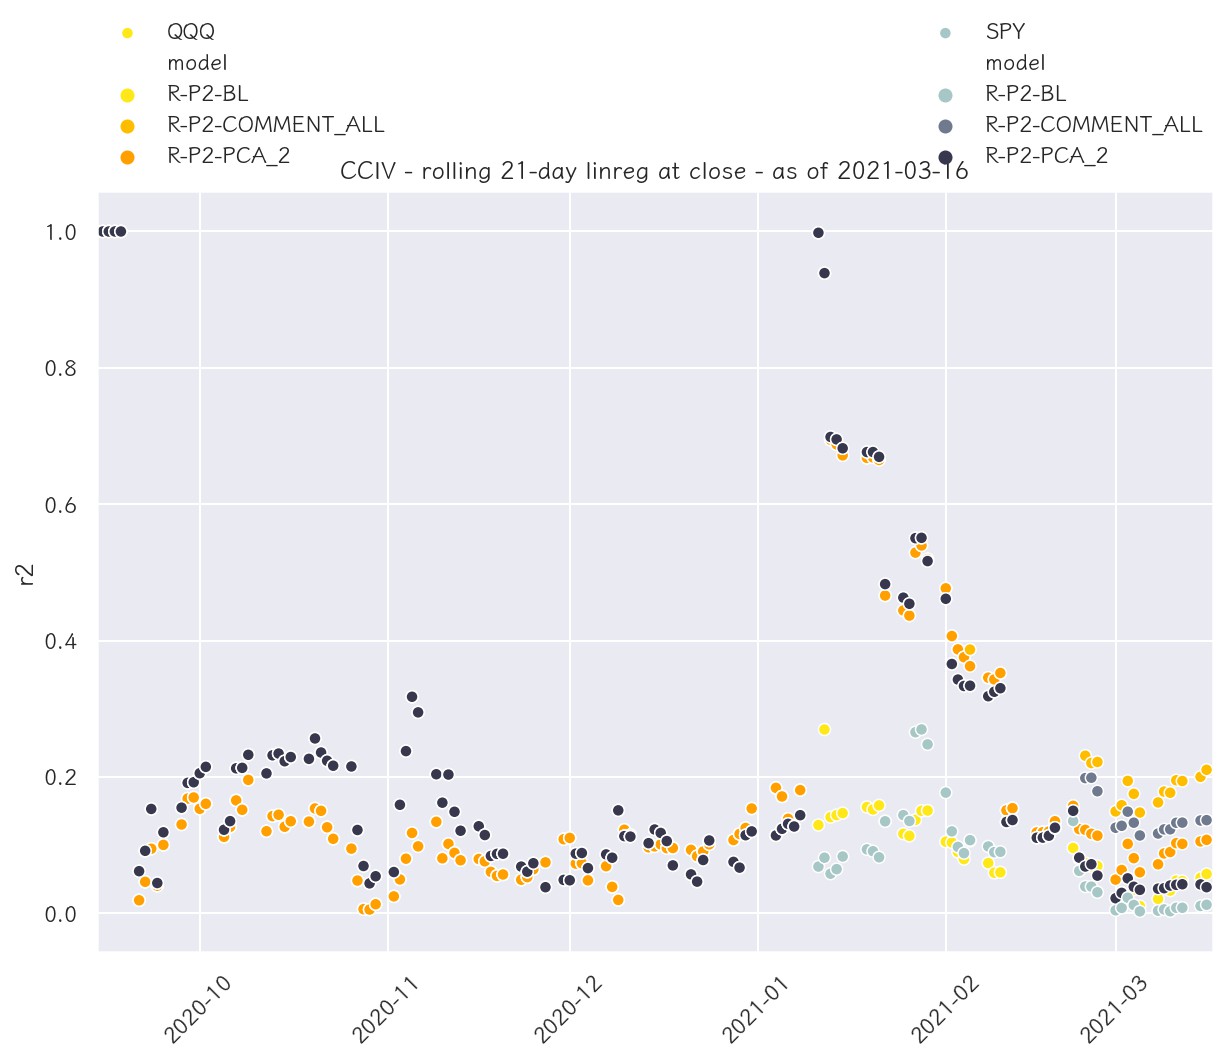 QQQ
model
R-P2-BL
R-P2-COMMENT_ALL
R-P2-PCA_2
SPY
model
R-P2-BL
R-P2-COMMENT_ALL
R-P2-PCA_2
CCIV - rolling 21-day linreg at close - as of 2021-03-16
1.0
0.8
0.6
0.4
0.2
0.0
r2
2020-10
2020-11
2020-12
2021-01
2021-02
2021-03